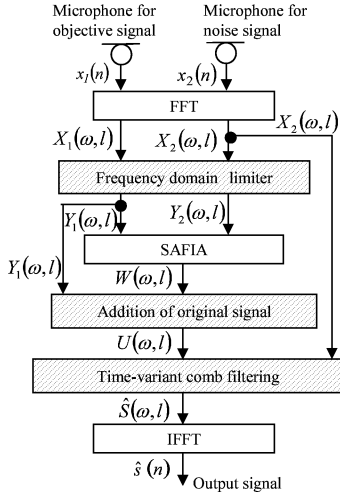 Microphone for objective signal
Microphone for noise signal
x₁(n)
x₂(n)
FFT
X₁(ω,l)
X₂(ω,l)
X₂(ω,l)
Frequency domain limiter
Y₁(ω,l)
Y₂(ω,l)
SAFIA
Y₁(ω,l)
W(ω,l)
Addition of original signal
U(ω,l)
Time-variant comb filtering
Ŝ(ω,l)
IFFT
ŝ(n)
Output signal